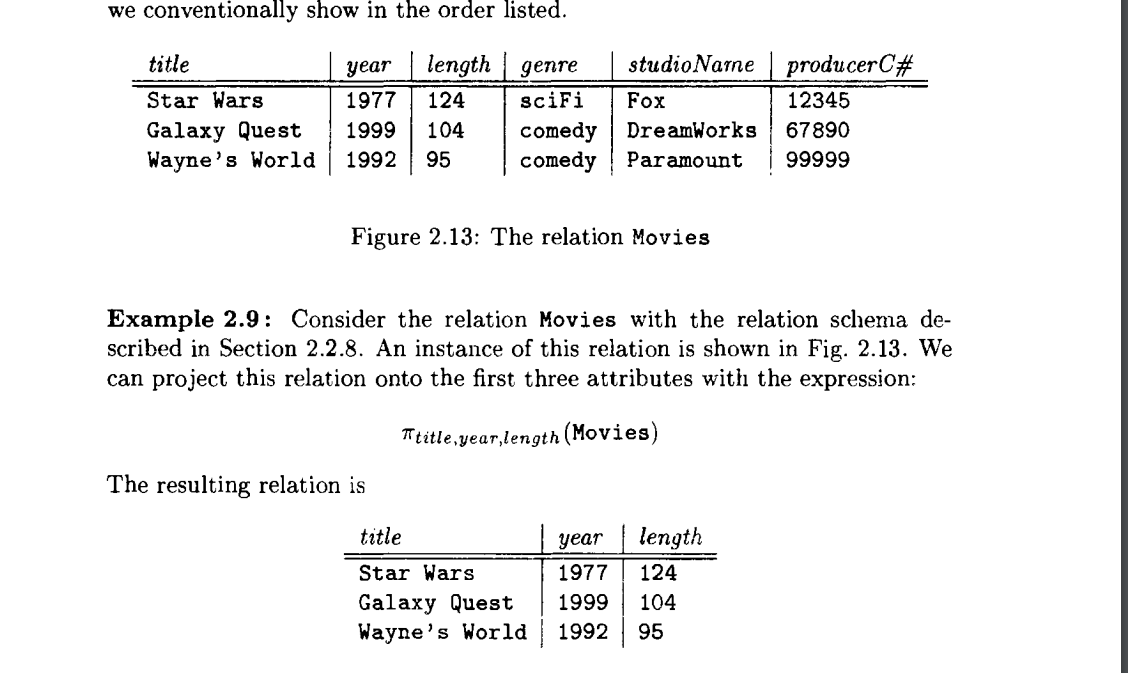 we conventionally show in the order listed.
title year length genre studioName producerC#
Star Wars 1977 124 sciFi Fox 12345
Galaxy Quest 1999 104 comedy DreamWorks 67890
Wayne's World 1992 95 comedy Paramount 99999
Figure 2.13: The relation Movies
Example 2.9: Consider the relation Movies with the relation schema de-
scribed in Section 2.2.8. An instance of this relation is shown in Fig. 2.13. We
can project this relation onto the first three attributes with the expression:
π title,year,length (Movies)
The resulting relation is
title year length
Star Wars 1977 124
Galaxy Quest 1999 104
Wayne's World 1992 95